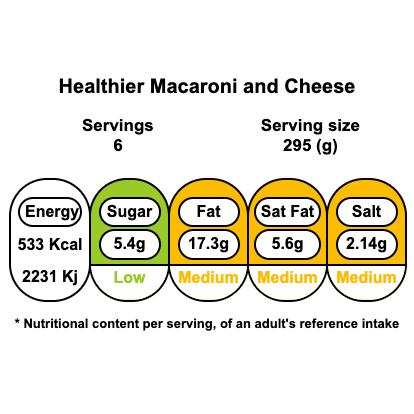 Healthier Macaroni and Cheese
Servings Serving size
6 295 (g)
Energy Sugar Fat Sat Fat Salt
533 Kcal 5.4g 17.3g 5.6g 2.14g
2231 Kj Low Medium Medium Medium
* Nutritional content per serving, of an adult's reference intake